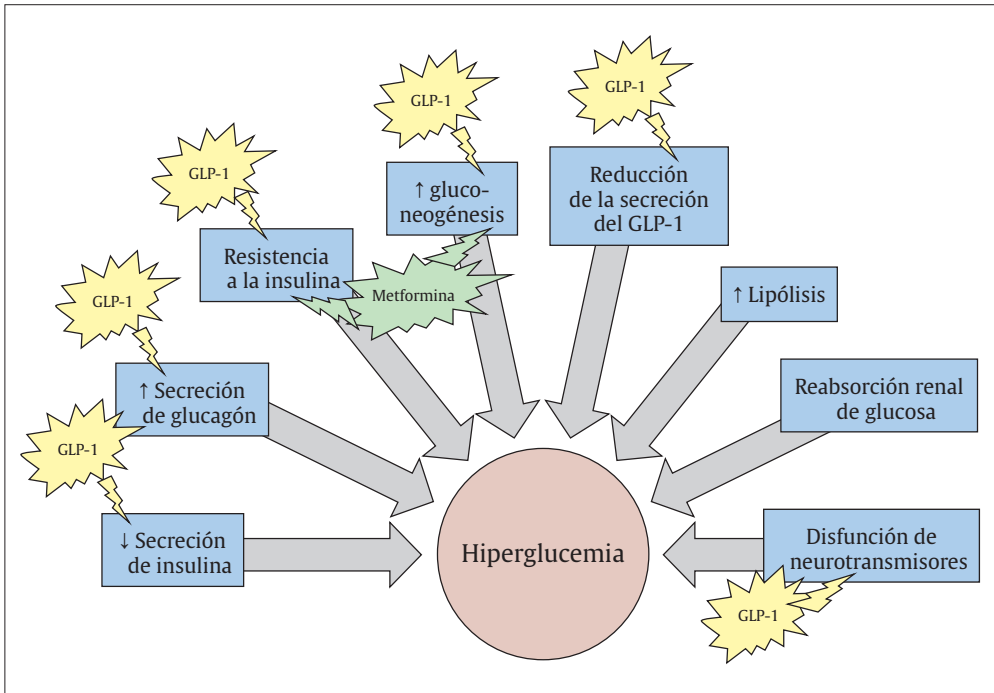 GLP-1
GLP-1
↑ gluco-
neogénesis
Reducción
de la secreción
del GLP-1
GLP-1
Resistencia
a la insulina
Metformina
↑ Lipólisis
GLP-1
↑ Secreción
de glucagón
Reabsorción renal
de glucosa
GLP-1
↓ Secreción
de insulina
Hiperglucemia
Disfunción de
neurotransmisores
GLP-1